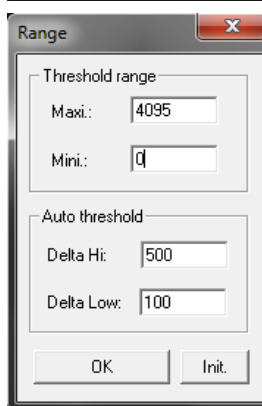 Range
Threshold range
Maxi.: 4095
Mini.: 0
Auto threshold
Delta Hi: 500
Delta Low: 100
OK Init.